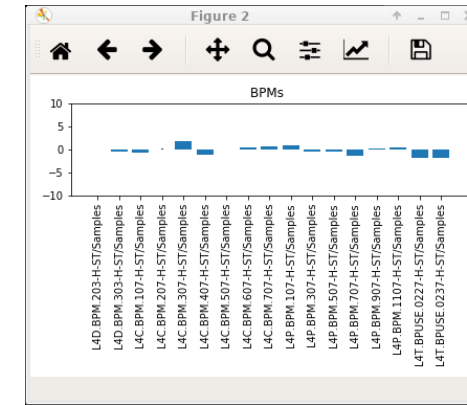 Figure 2
BPMs
10
5
0
−5
−10
L4D.BPM.203-H-ST/Samples
L4D.BPM.303-H-ST/Samples
L4C.BPM.107-H-ST/Samples
L4C.BPM.207-H-ST/Samples
L4C.BPM.307-H-ST/Samples
L4C.BPM.407-H-ST/Samples
L4C.BPM.507-H-ST/Samples
L4C.BPM.607-H-ST/Samples
L4C.BPM.707-H-ST/Samples
L4P.BPM.107-H-ST/Samples
L4P.BPM.307-H-ST/Samples
L4P.BPM.507-H-ST/Samples
L4P.BPM.707-H-ST/Samples
L4P.BPM.907-H-ST/Samples
L4P.BPM.1107-H-ST/Samples
L4T.BPUSE.0227-H-ST/Samples
L4T.BPUSE.0237-H-ST/Samples